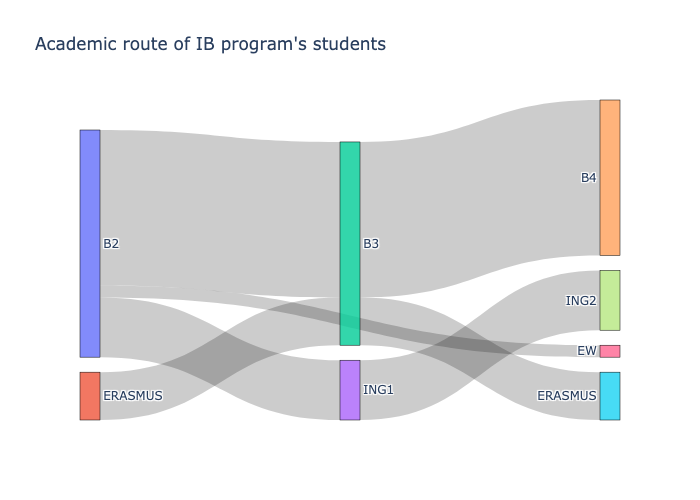 Academic route of IB program's students
B4
B2
B3
ING2
EW
ING1
ERASMUS
ERASMUS